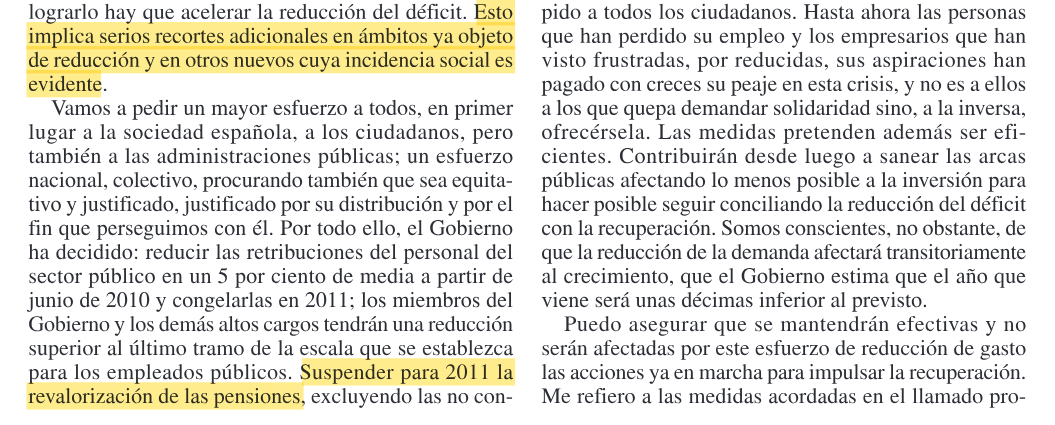 lograrlo hay que acelerar la reducción del déficit. Esto
implica serios recortes adicionales en ámbitos ya objeto
de reducción y en otros nuevos cuya incidencia social es
evidente.
Vamos a pedir un mayor esfuerzo a todos, en primer
lugar a la sociedad española, a los ciudadanos, pero
también a las administraciones públicas; un esfuerzo
nacional, colectivo, procurando también que sea equita-
tivo y justificado, justificado por su distribución y por el
fin que perseguimos con él. Por todo ello, el Gobierno
ha decidido: reducir las retribuciones del personal del
sector público en un 5 por ciento de media a partir de
junio de 2010 y congelarlas en 2011; los miembros del
Gobierno y los demás altos cargos tendrán una reducción
superior al último tramo de la escala que se establezca
para los empleados públicos. Suspender para 2011 la
revalorización de las pensiones, excluyendo las no con-
pido a todos los ciudadanos. Hasta ahora las personas
que han perdido su empleo y los empresarios que han
visto frustradas, por reducidas, sus aspiraciones han
pagado con creces su peaje en esta crisis, y no es a ellos
a los que quepa demandar solidaridad sino, a la inversa,
ofrecérsela. Las medidas pretenden además ser efi-
cientes. Contribuirán desde luego a sanear las arcas
públicas afectando lo menos posible a la inversión para
hacer posible seguir conciliando la reducción del déficit
con la recuperación. Somos conscientes, no obstante, de
que la reducción de la demanda afectará transitoriamente
al crecimiento, que el Gobierno estima que el año que
viene será unas décimas inferior al previsto.
Puedo asegurar que se mantendrán efectivas y no
serán afectadas por este esfuerzo de reducción de gasto
las acciones ya en marcha para impulsar la recuperación.
Me refiero a las medidas acordadas en el llamado pro-